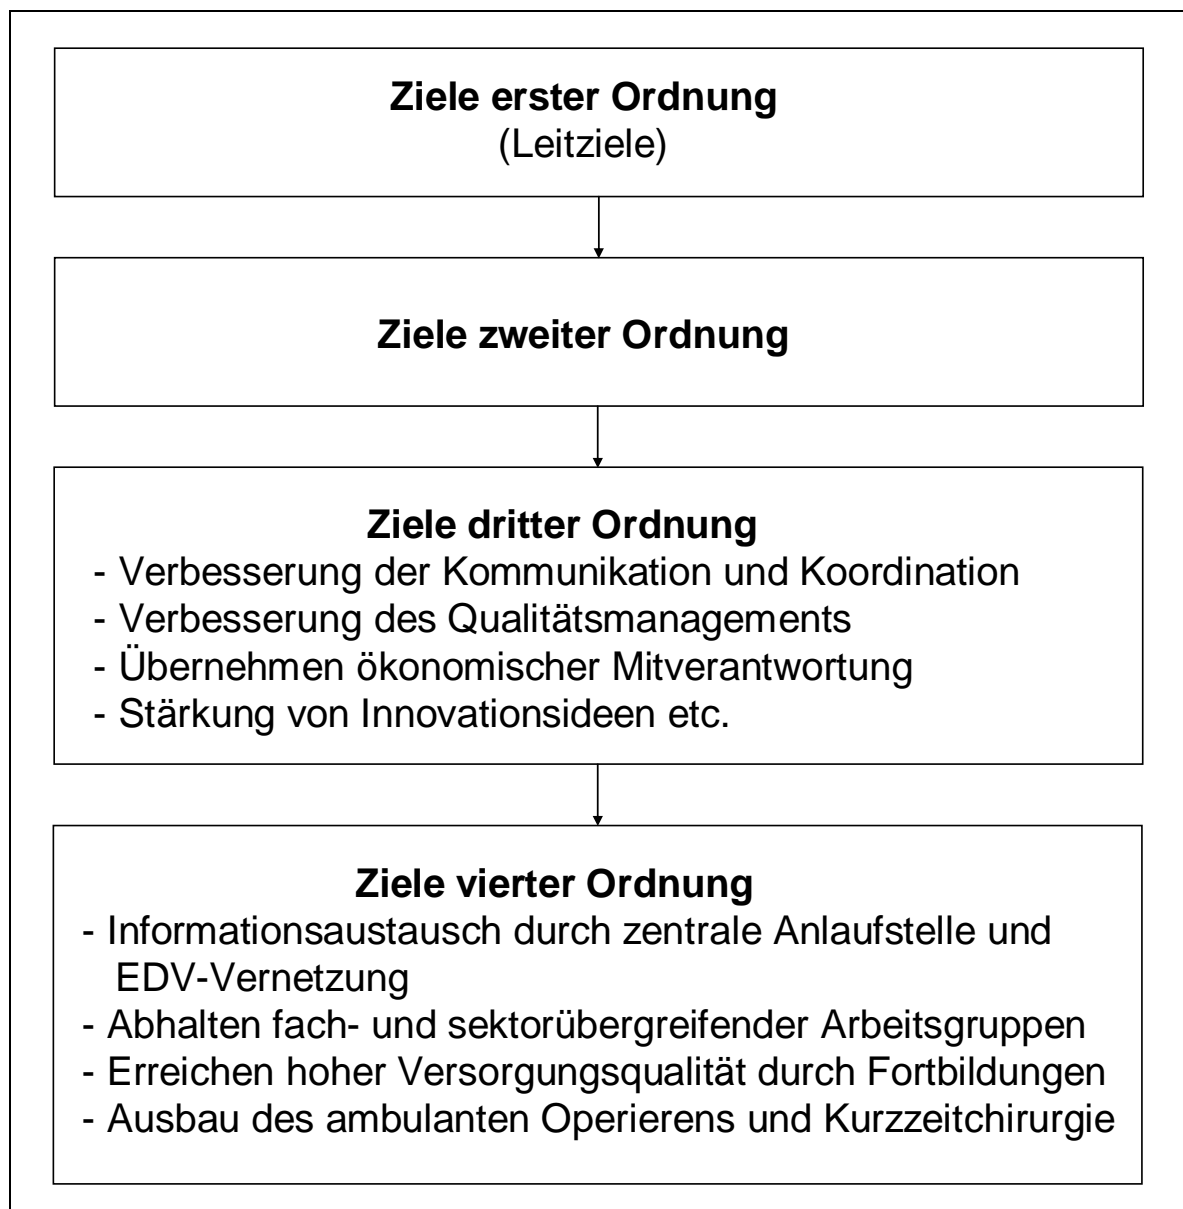 Ziele erster Ordnung
(Leitziele)
Ziele zweiter Ordnung
Ziele dritter Ordnung
- Verbesserung der Kommunikation und Koordination
- Verbesserung des Qualitätsmanagements
- Übernehmen ökonomischer Mitverantwortung
- Stärkung von Innovationsideen etc.
Ziele vierter Ordnung
- Informationsaustausch durch zentrale Anlaufstelle und
EDV-Vernetzung
- Abhalten fach- und sektorübergreifender Arbeitsgruppen
- Erreichen hoher Versorgungsqualität durch Fortbildungen
- Ausbau des ambulanten Operierens und Kurzzeitchirurgie